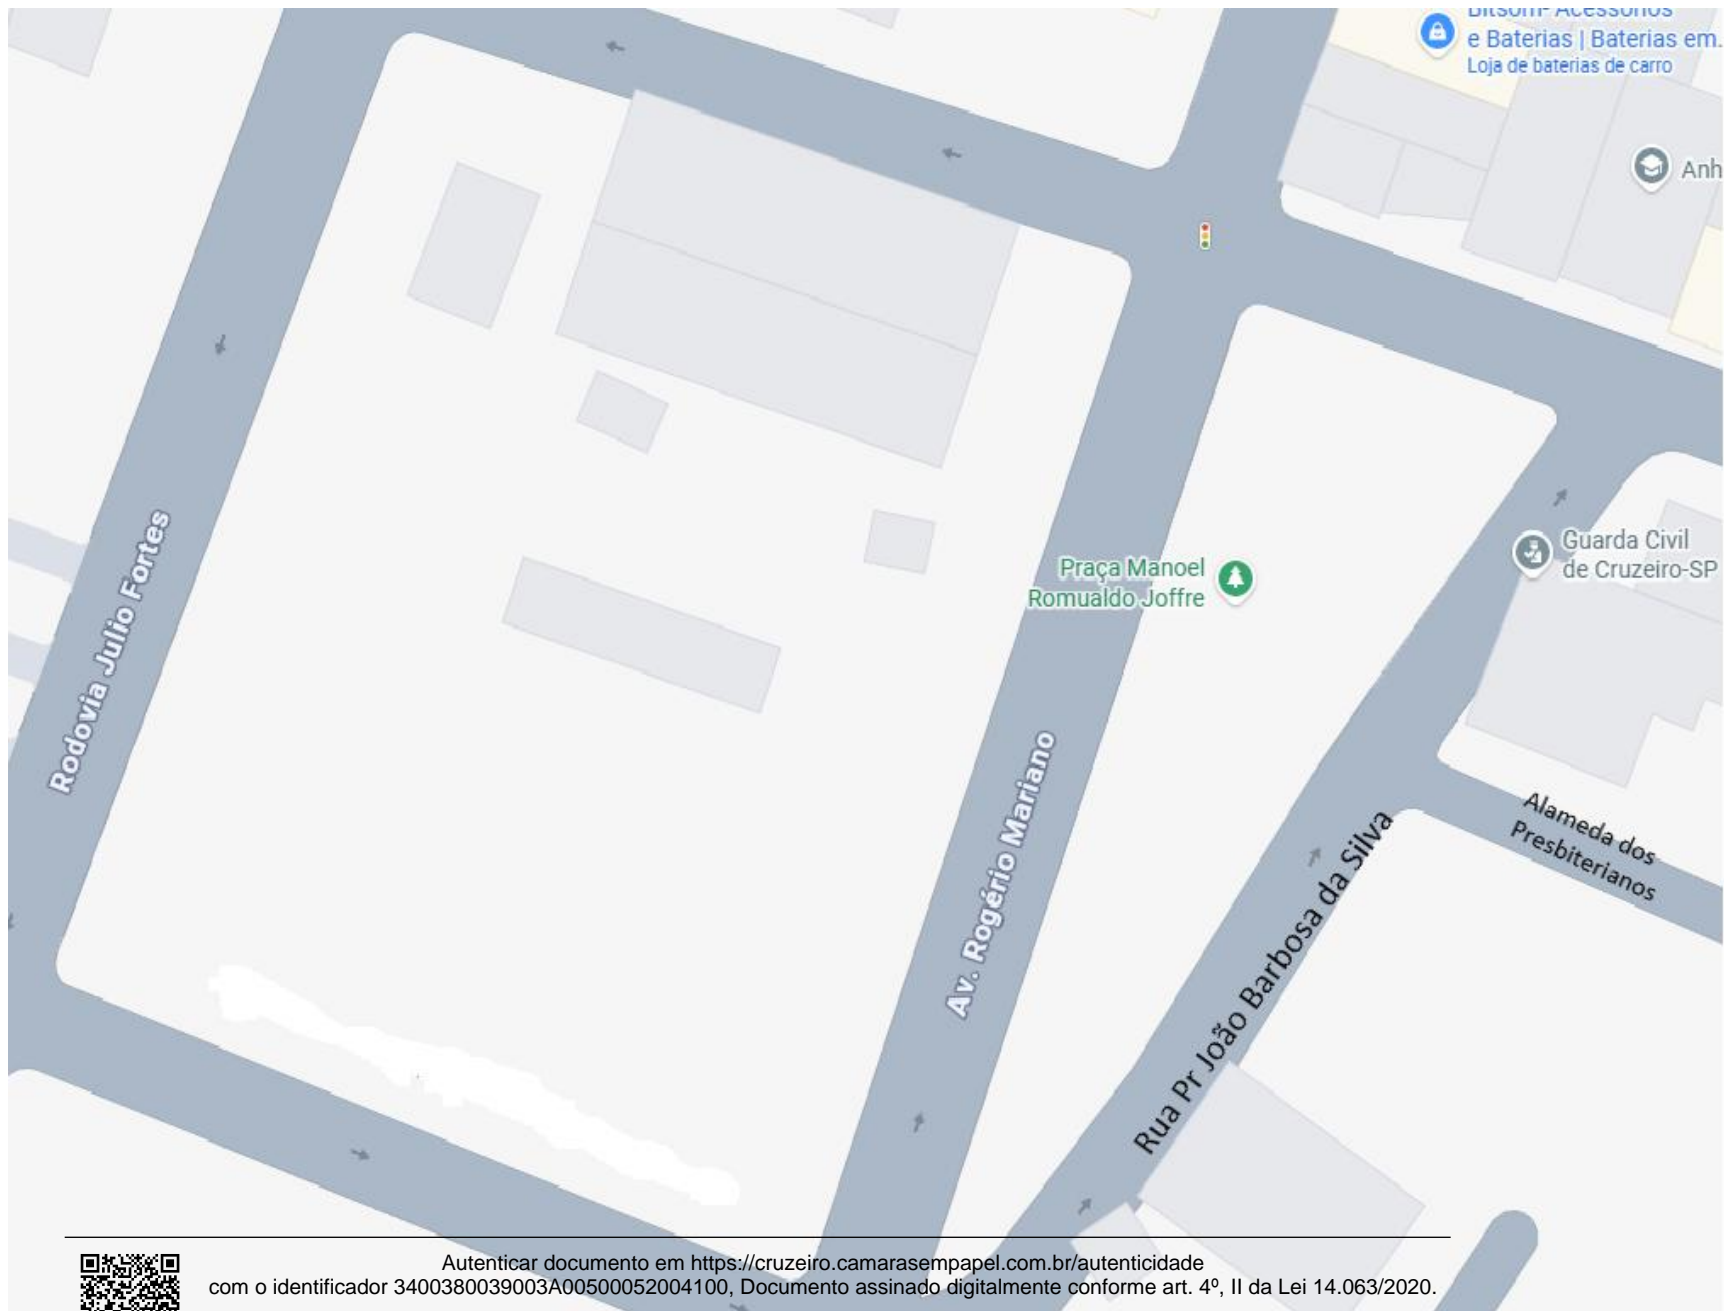 Bitsom- Acessórios
e Baterias | Baterias em.
Loja de baterias de carro
Anh
Guarda Civil
de Cruzeiro-SP
Praça Manoel
Romualdo Joffre
Rodovia Julio Fortes
Av. Rogério Mariano
Alameda dos
Presbiterianos
Rua Pr João Barbosa da Silva
Autenticar documento em https://cruzeiro.camarasempapel.com.br/autenticidade
com o identificador 3400380039003A00500052004100, Documento assinado digitalmente conforme art. 4º, II da Lei 14.063/2020.